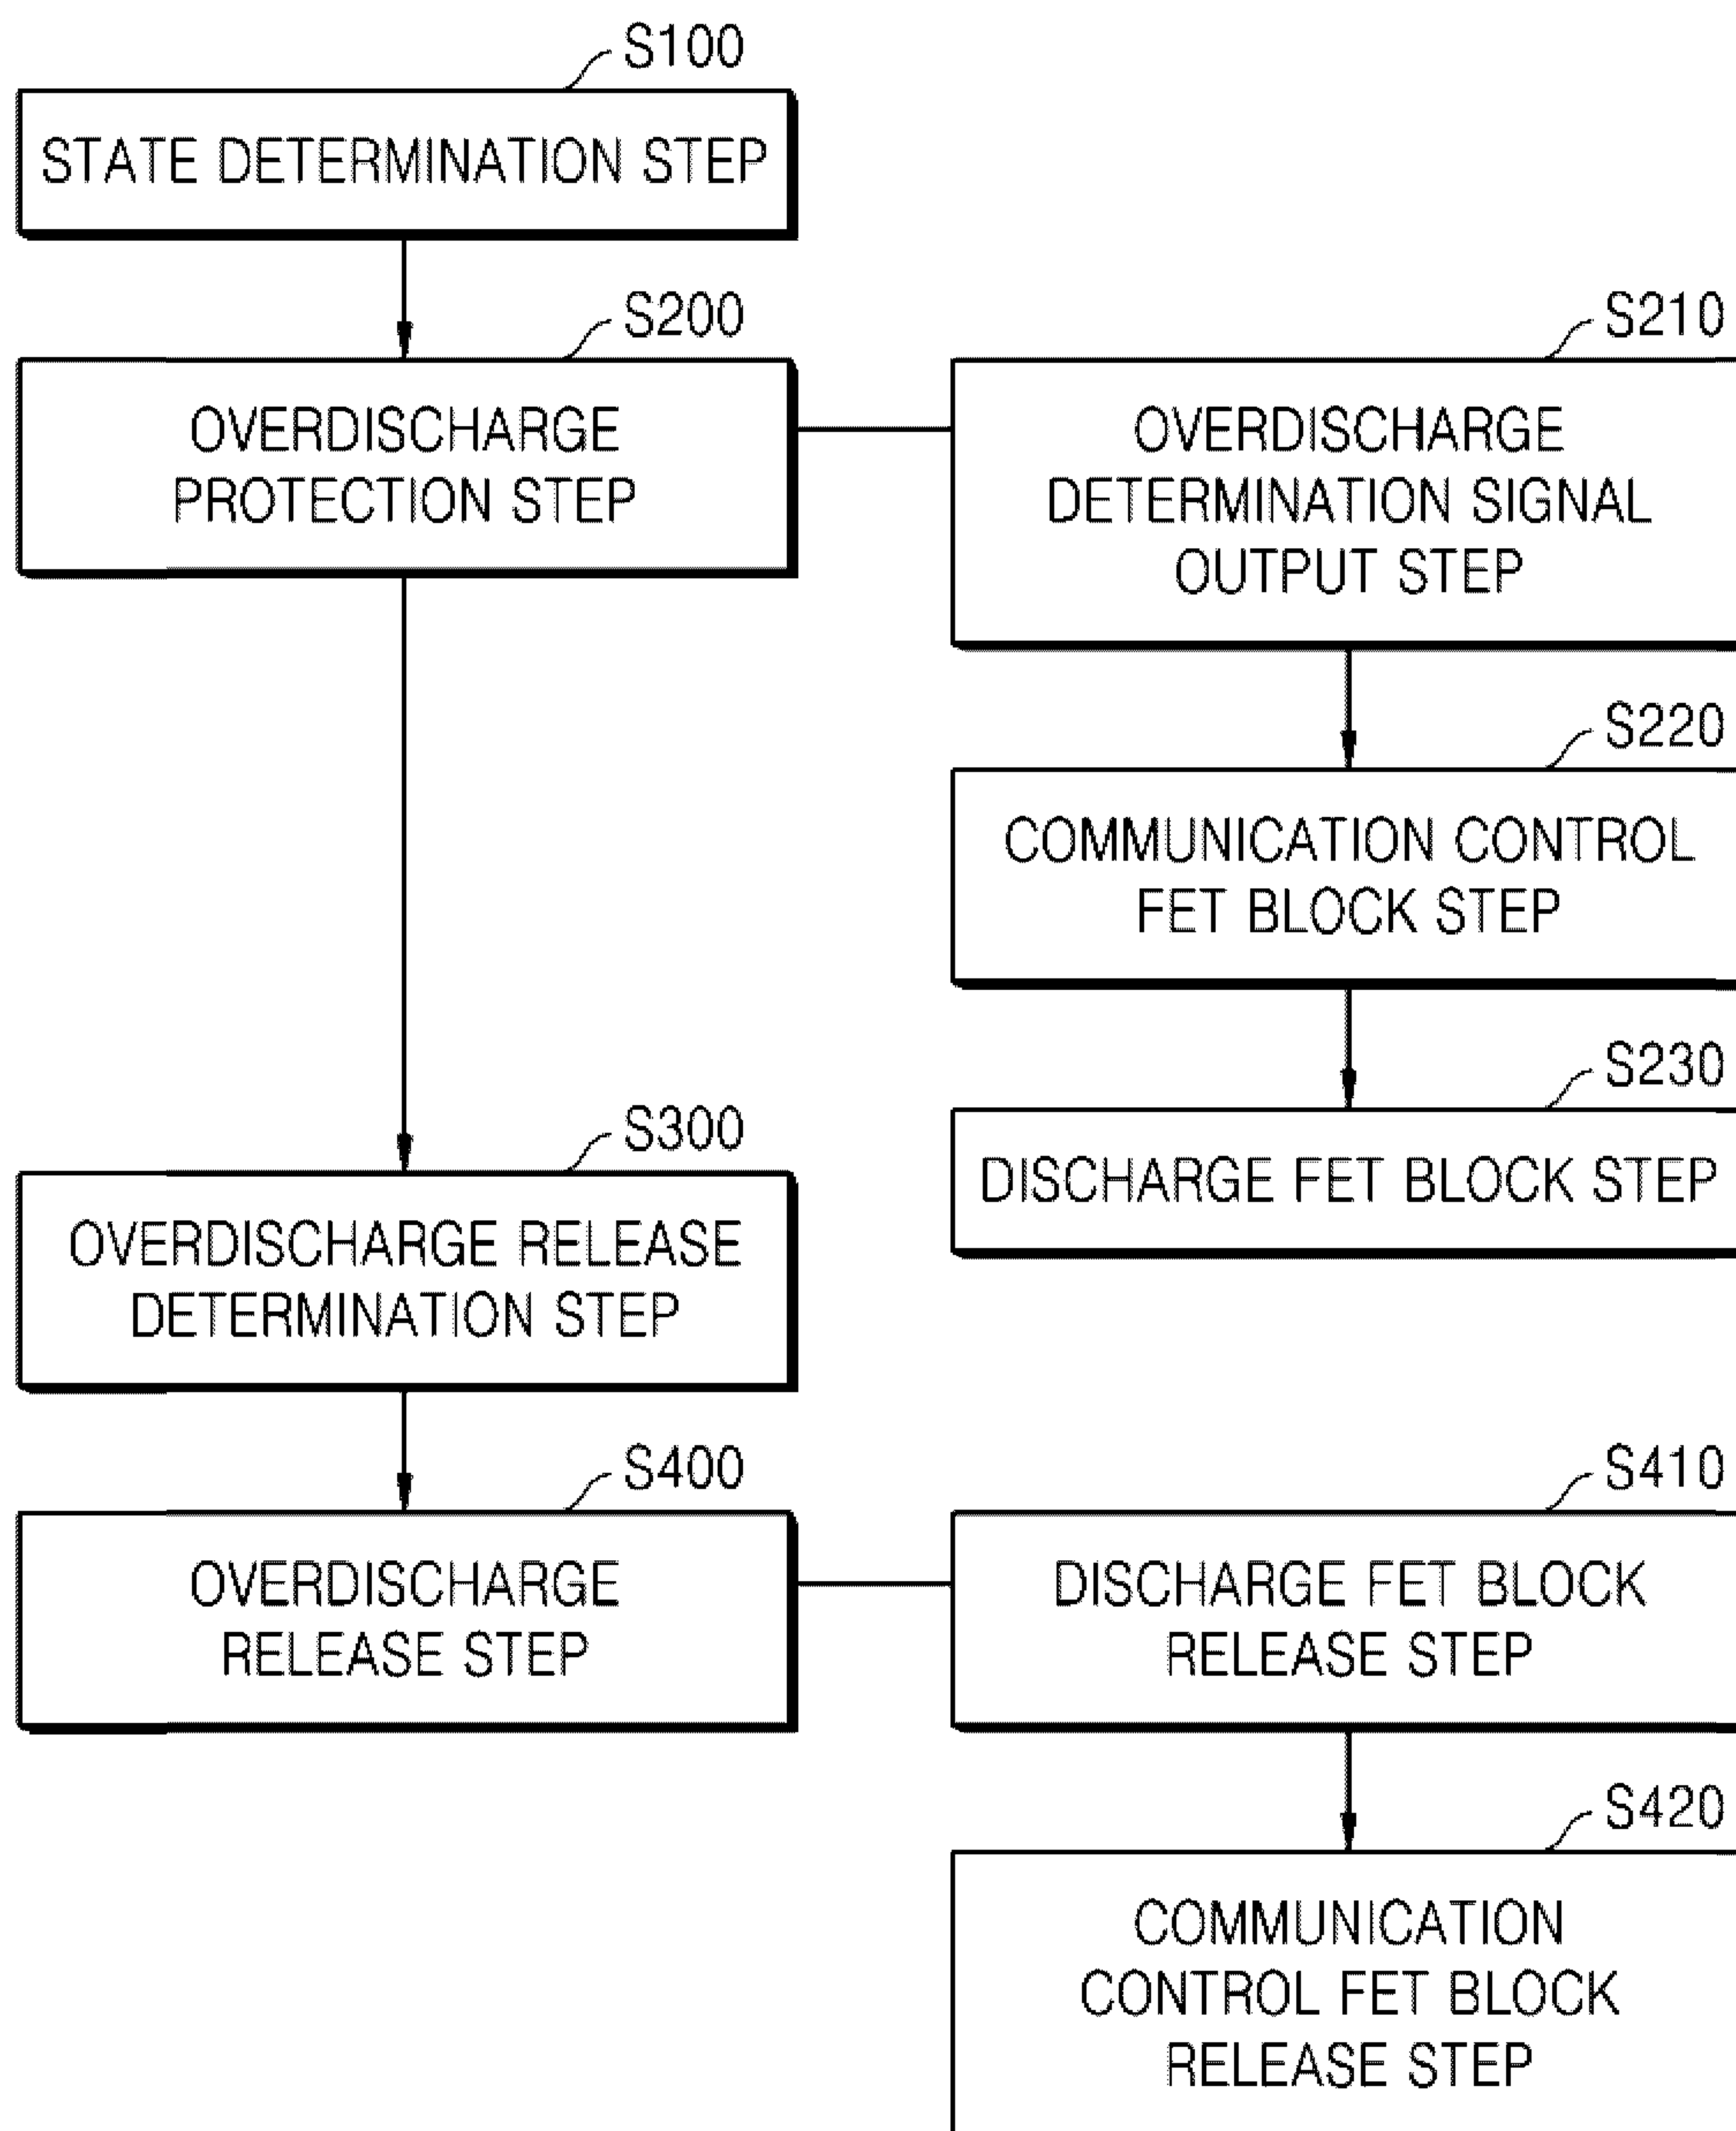 S100
STATE DETERMINATION STEP
S200
OVERDISCHARGE
PROTECTION STEP
S210
OVERDISCHARGE
DETERMINATION SIGNAL
OUTPUT STEP
S220
COMMUNICATION CONTROL
FET BLOCK STEP
S230
DISCHARGE FET BLOCK STEP
S300
OVERDISCHARGE RELEASE
DETERMINATION STEP
S400
OVERDISCHARGE
RELEASE STEP
S410
DISCHARGE FET BLOCK
RELEASE STEP
S420
COMMUNICATION
CONTROL FET BLOCK
RELEASE STEP